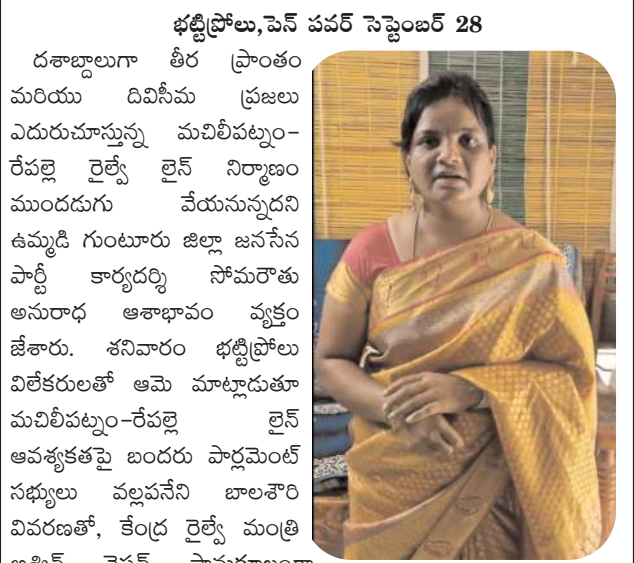 భట్టిప్రోలు,పెన్ పవర్ సెప్టెంబర్ 28
దశాబ్దాలుగా తీర ప్రాంతం
మరియు దివిసీమ ప్రజలు
ఎదురుచూస్తున్న మచిలీపట్నం-
రేపల్లె రైల్వే లైన్ నిర్మాణం
ముందడుగు వేయనున్నదని
ఉమ్మడి గుంటూరు జిల్లా జనసేన
పార్టీ కార్యదర్శి సోమరౌతు
అనురాధ ఆశాభావం వ్యక్తం
జేశారు. శనివారం భట్టిప్రోలు
విలేకరులతో ఆమె మాట్లాడుతూ
మచిలీపట్నం-రేపల్లె లైన్
ఆవశ్యకతపై బందరు పార్లమెంట్
సభ్యులు వల్లపనేని బాలశౌరి
వివరణతో, కేంద్ర రైల్వే మంత్రి